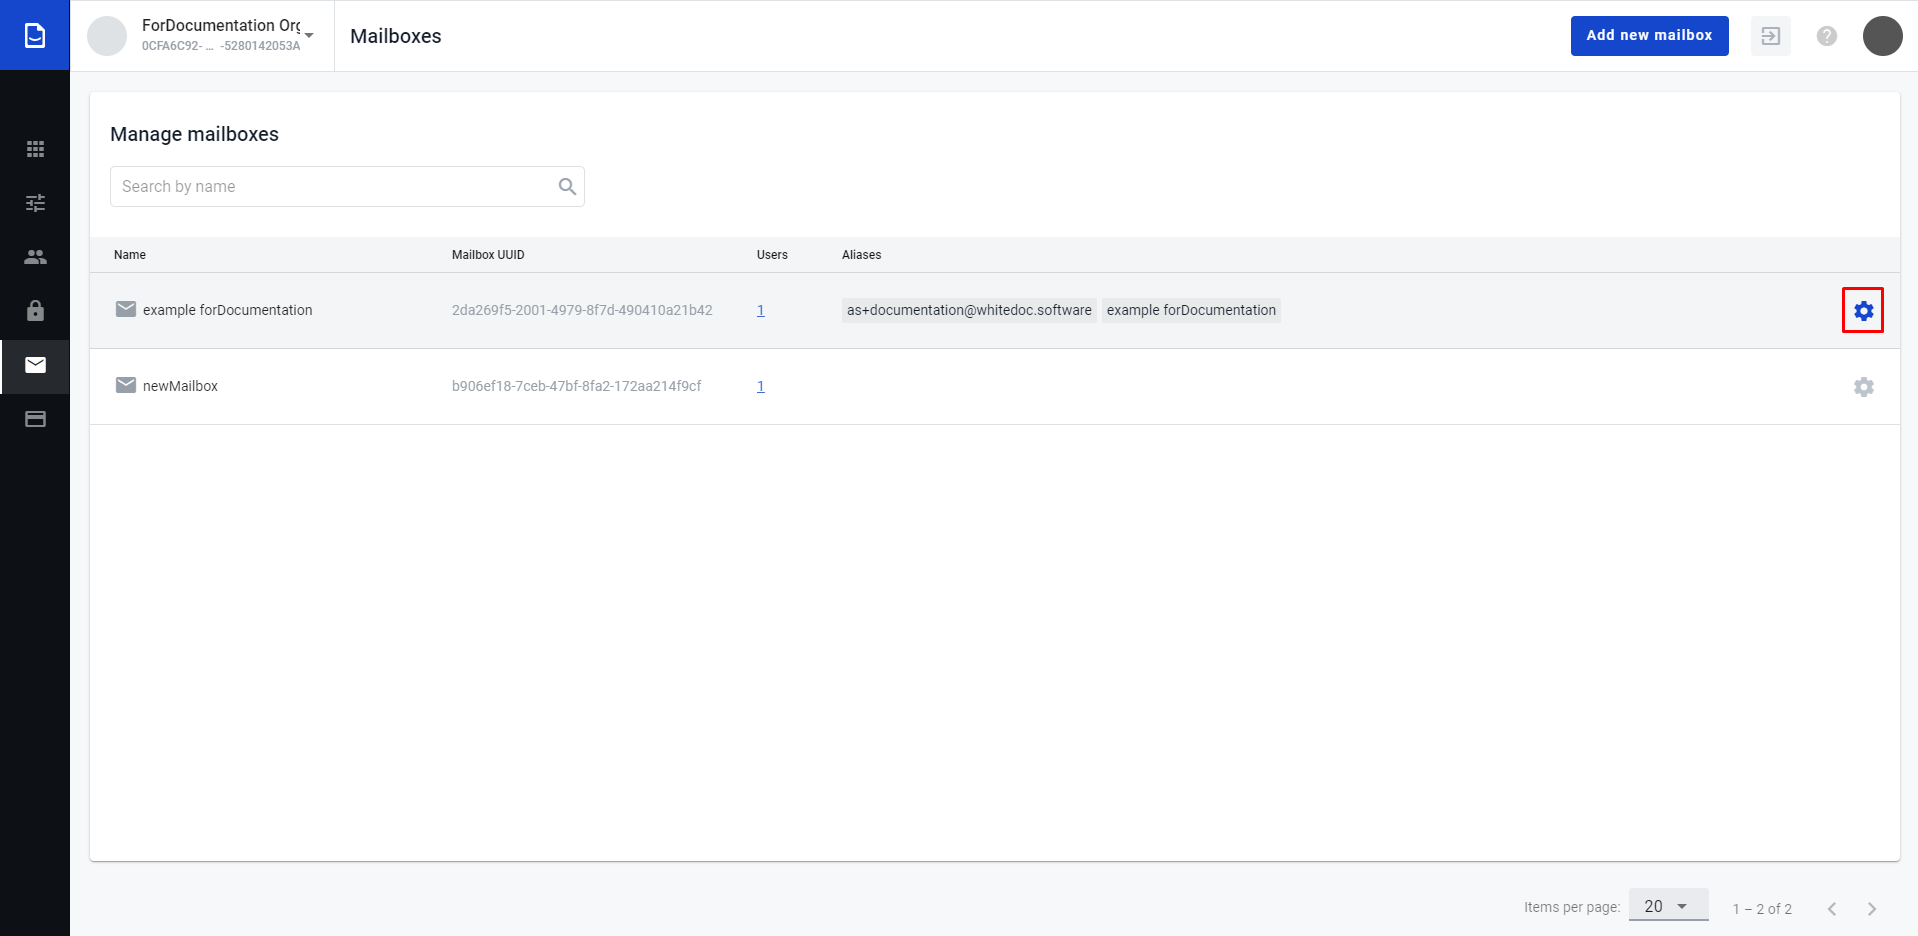 ForDocumentation Org
0CFA6C92- ... -5280142053A
Mailboxes
Add new mailbox
Manage mailboxes
Search by name
Name Mailbox UUID Users Aliases
example forDocumentation 2da269f5-2001-4979-8f7d-490410a21b42 1 as+documentation@whitedoc.software example forDocumentation
newMailbox b906ef18-7ceb-47bf-8fa2-172aa214f9cf 1
Items per page: 20 1 – 2 of 2